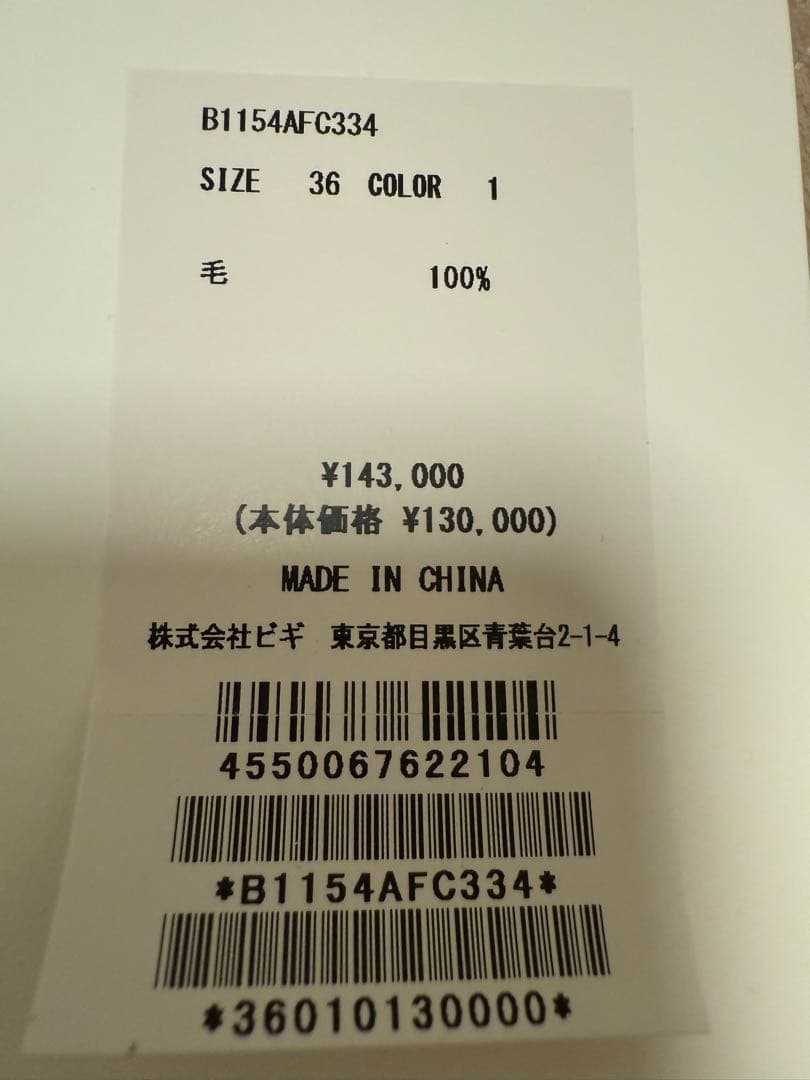 B1154AFC334
SIZE 36 COLOR 1
毛 100%
¥143,000
(本体価格 ¥130,000)
MADE IN CHINA
株式会社ビギ 東京都目黒区青葉台2-1-4
4550067622104
*B1154AFC334*
*36010130000*